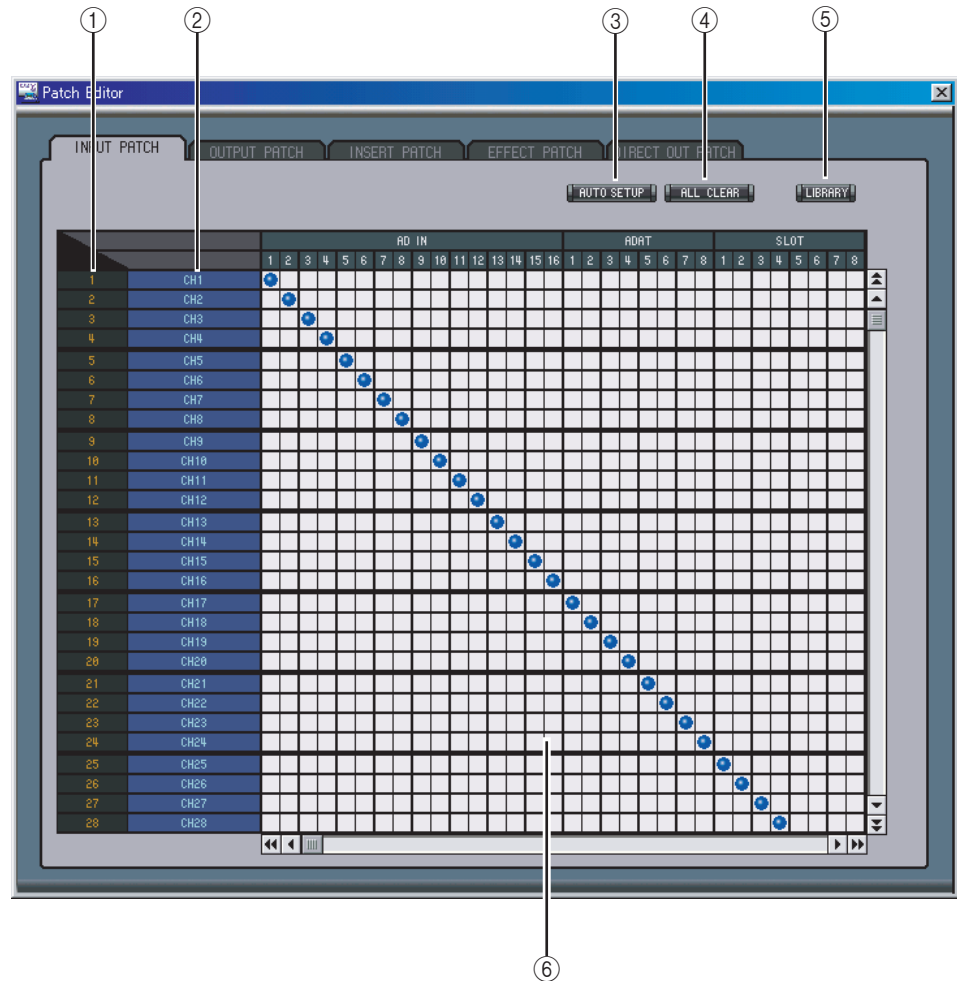 ① ② ③ ④ ⑤
Patch Editor
INPUT PATCH OUTPUT PATCH INSERT PATCH EFFECT PATCH DIRECT OUT PATCH
AUTO SETUP ALL CLEAR LIBRARY
AD IN ADAT SLOT
1 2 3 4 5 6 7 8 9 10 11 12 13 14 15 16 1 2 3 4 5 6 7 8 1 2 3 4 5 6 7 8
1 CH1
2 CH2
3 CH3
4 CH4
5 CH5
6 CH6
7 CH7
8 CH8
9 CH9
10 CH10
11 CH11
12 CH12
13 CH13
14 CH14
15 CH15
16 CH16
17 CH17
18 CH18
19 CH19
20 CH20
21 CH21
22 CH22
23 CH23
24 CH24
25 CH25
26 CH26
27 CH27
28 CH28
⑥